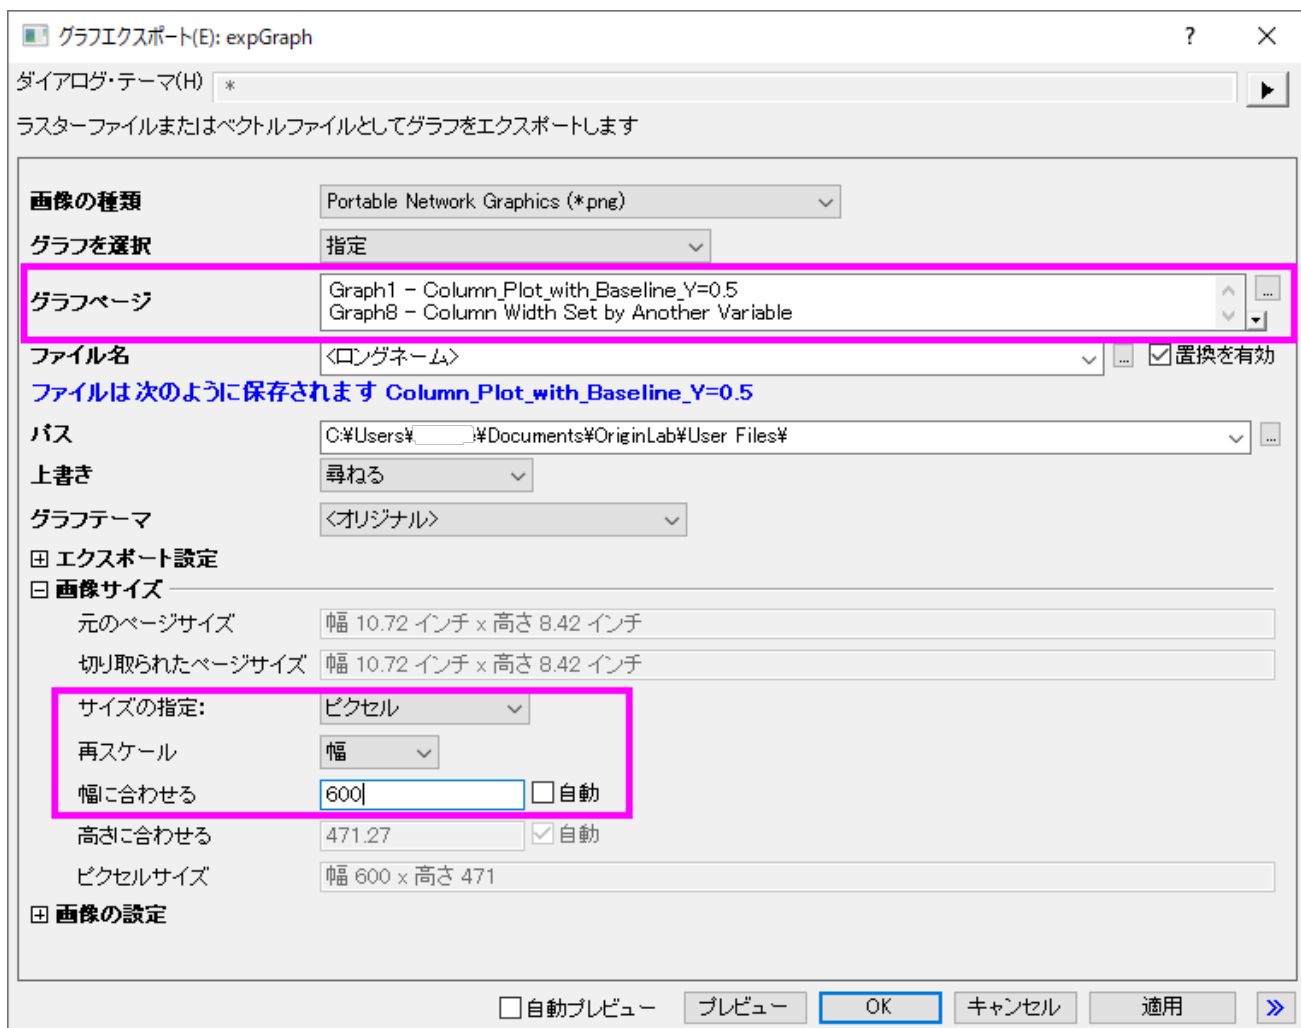 グラフエクスポート(E): expGraph
ダイアログ・テーマ(H) *
ラスターファイルまたはベクトルファイルとしてグラフをエクスポートします
画像の種類 Portable Network Graphics (*.png)
グラフを選択 指定
グラフページ Graph1 - Column_Plot_with_Baseline_Y=0.5
Graph8 - Column Width Set by Another Variable
ファイル名 <ロングネーム> ... 置換を有効
ファイルは 次のように保存されます Column_Plot_with_Baseline_Y=0.5
パス C:¥Users¥ ¥Documents¥OriginLab¥User Files¥ ...
上書き 尋ねる
グラフテーマ <オリジナル>
エクスポート設定
画像サイズ
元のページサイズ 幅 10.72 インチ x 高さ 8.42 インチ
切り取られたページサイズ 幅 10.72 インチ x 高さ 8.42 インチ
サイズの指定: ピクセル
再スケール 幅
幅に合わせる 600 自動
高さに合わせる 471.27 自動
ピクセルサイズ 幅 600 x 高さ 471
画像の設定
自動プレビュー プレビュー OK キャンセル 適用